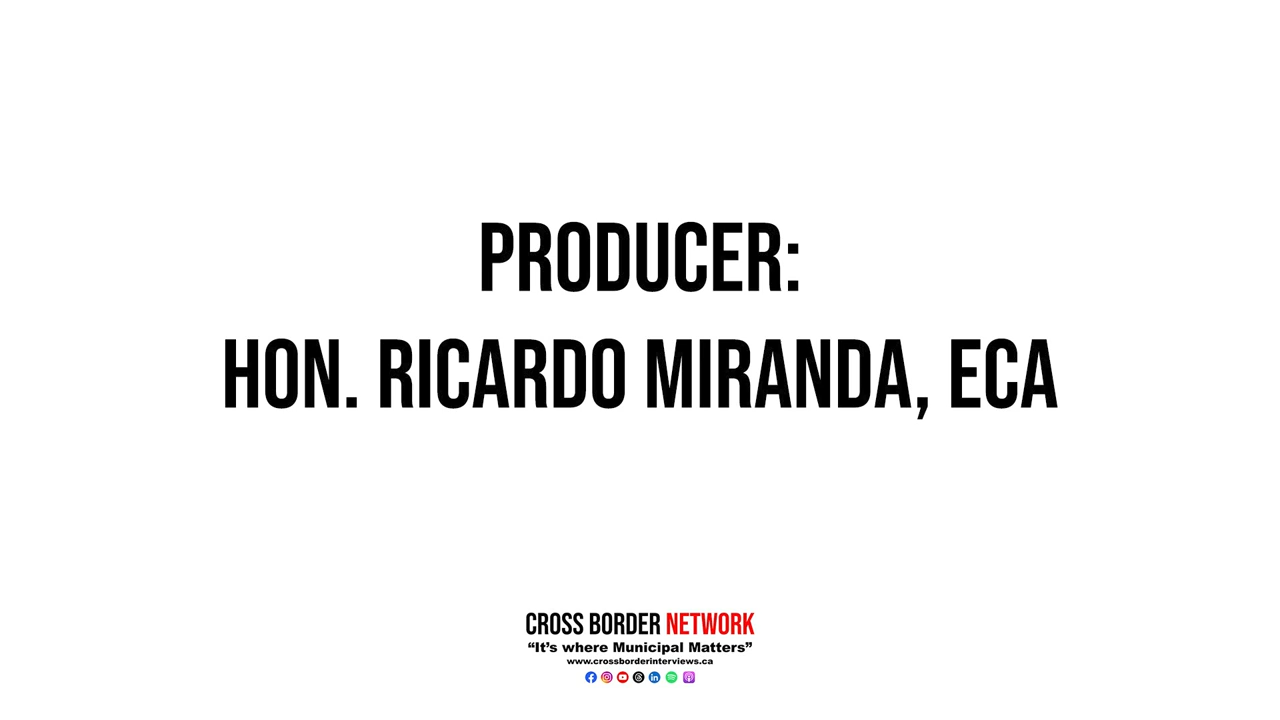 PRODUCER:
HON. RICARDO MIRANDA, ECA
CROSS BORDER NETWORK
“It’s where Municipal Matters”
www.crossborderinterviews.ca